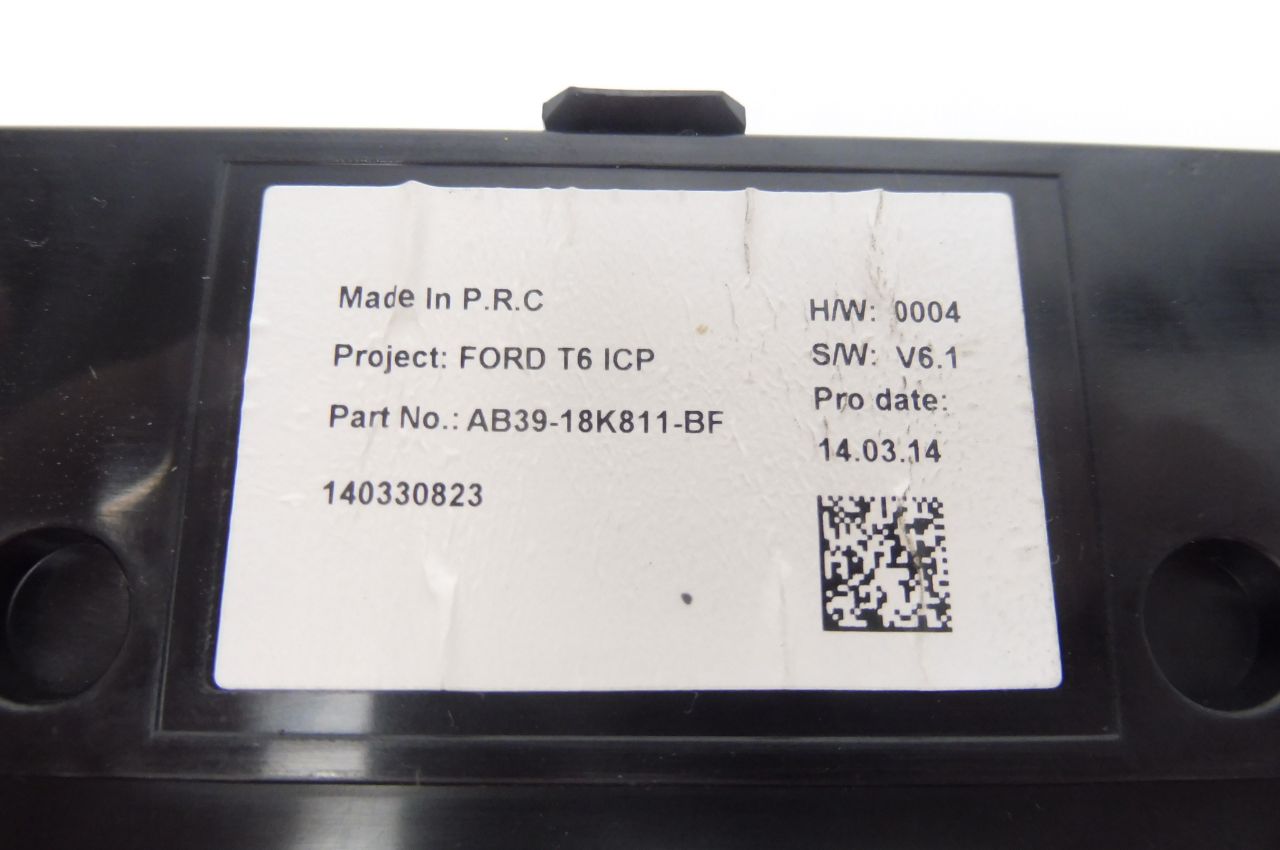 Made In P.R.C
Project: FORD T6 ICP
Part No.: AB39-18K811-BF
140330823
H/W: 0004
S/W: V6.1
Pro date:
14.03.14